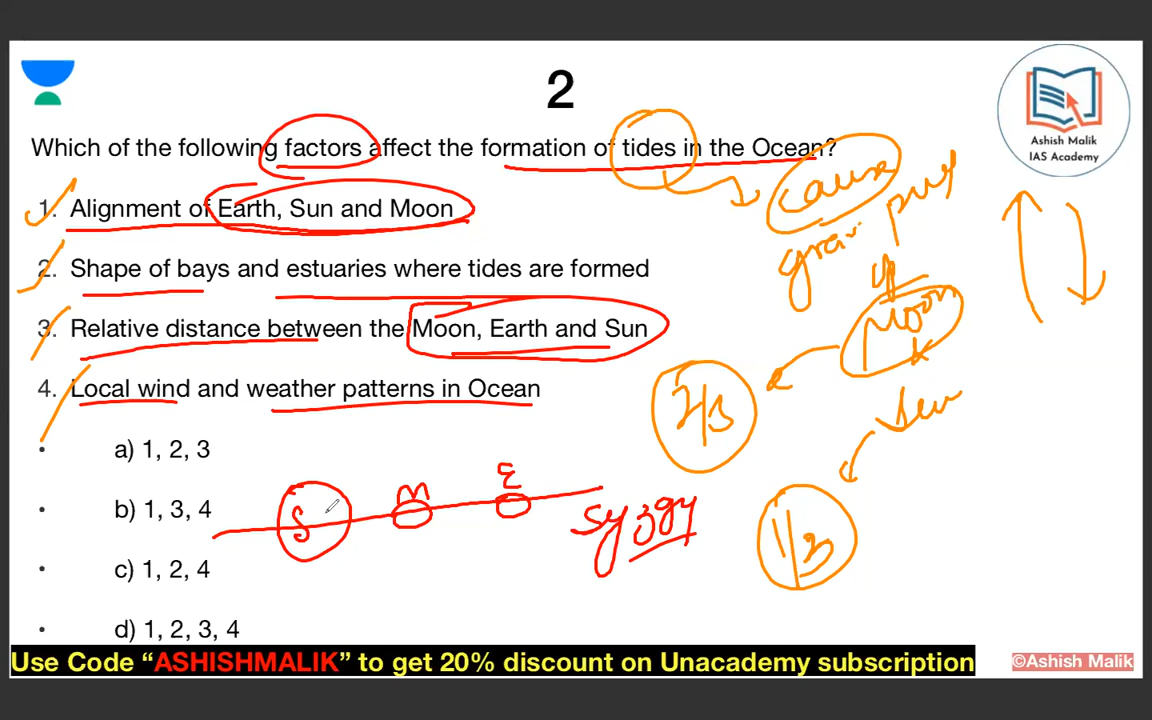 2
Ashish Malik
IAS Academy
Which of the following factors affect the formation of tides in the Ocean?
cause
1. Alignment of Earth, Sun and Moon
grav. pull
2. Shape of bays and estuaries where tides are formed
of
3. Relative distance between the Moon, Earth and Sun
Moon
4. Local wind and weather patterns in Ocean
2/3
Sun
• a) 1, 2, 3
S M E
syzgy
• b) 1, 3, 4
1/3
• c) 1, 2, 4
• d) 1, 2, 3, 4
Use Code “ASHISHMALIK” to get 20% discount on Unacademy subscription
©Ashish Malik